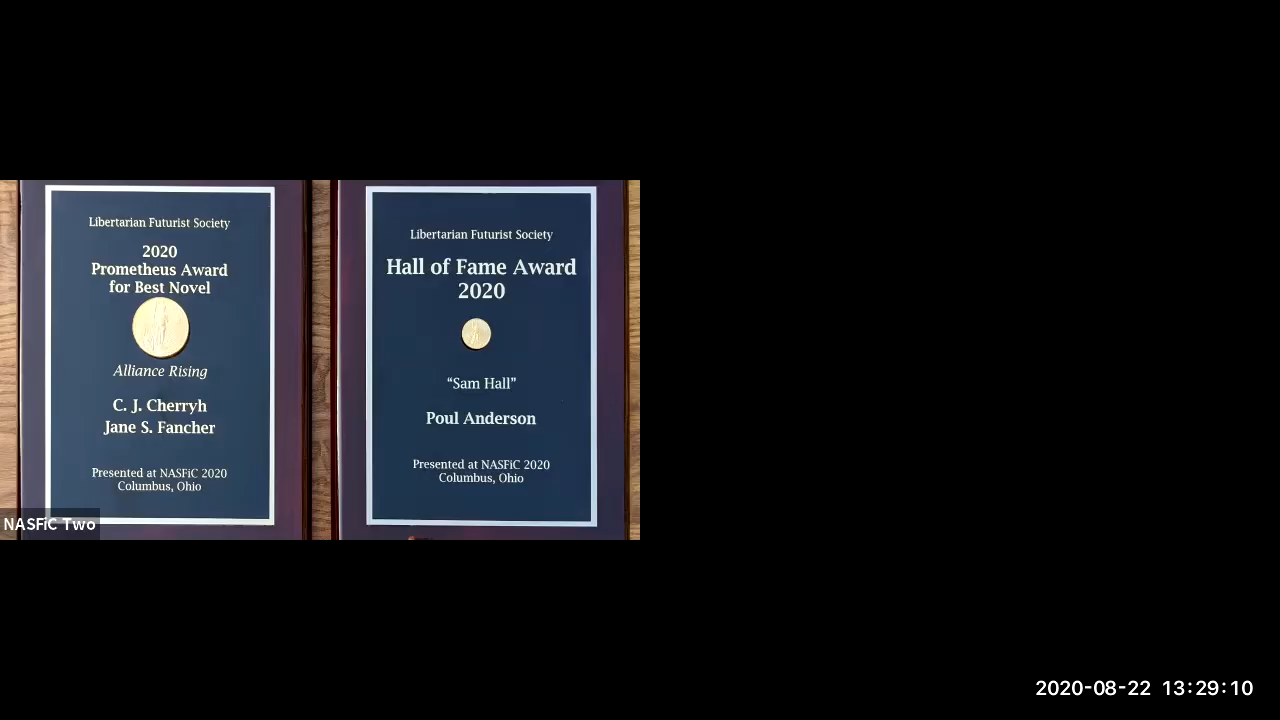 Libertarian Futurist Society
2020
Prometheus Award
for Best Novel
Alliance Rising
C. J. Cherryh
Jane S. Fancher
Presented at NASFiC 2020
Columbus, Ohio
Libertarian Futurist Society
Hall of Fame Award
2020
“Sam Hall”
Poul Anderson
Presented at NASFiC 2020
Columbus, Ohio
NASFiC Two
2020-08-22 13:29:10